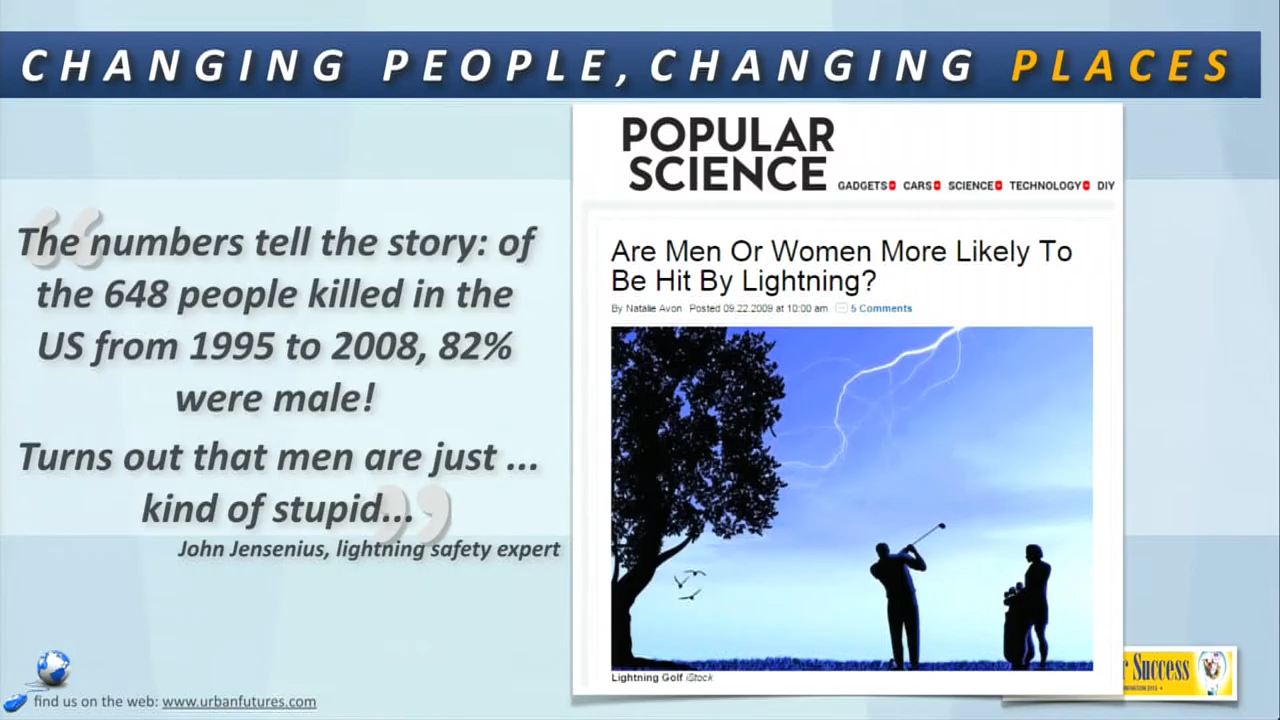 CHANGING PEOPLE, CHANGING PLACES
“The numbers tell the story: of
the 648 people killed in the
US from 1995 to 2008, 82%
were male!
Turns out that men are just ...
kind of stupid...”
John Jensenius, lightning safety expert
POPULAR
SCIENCE
GADGETS CARS SCIENCE TECHNOLOGY DIY
Are Men Or Women More Likely To
Be Hit By Lightning?
By Natalie Avon Posted 09.22.2009 at 10:00 am 5 Comments
Lightning Golf iStock
Success
find us on the web: www.urbanfutures.com